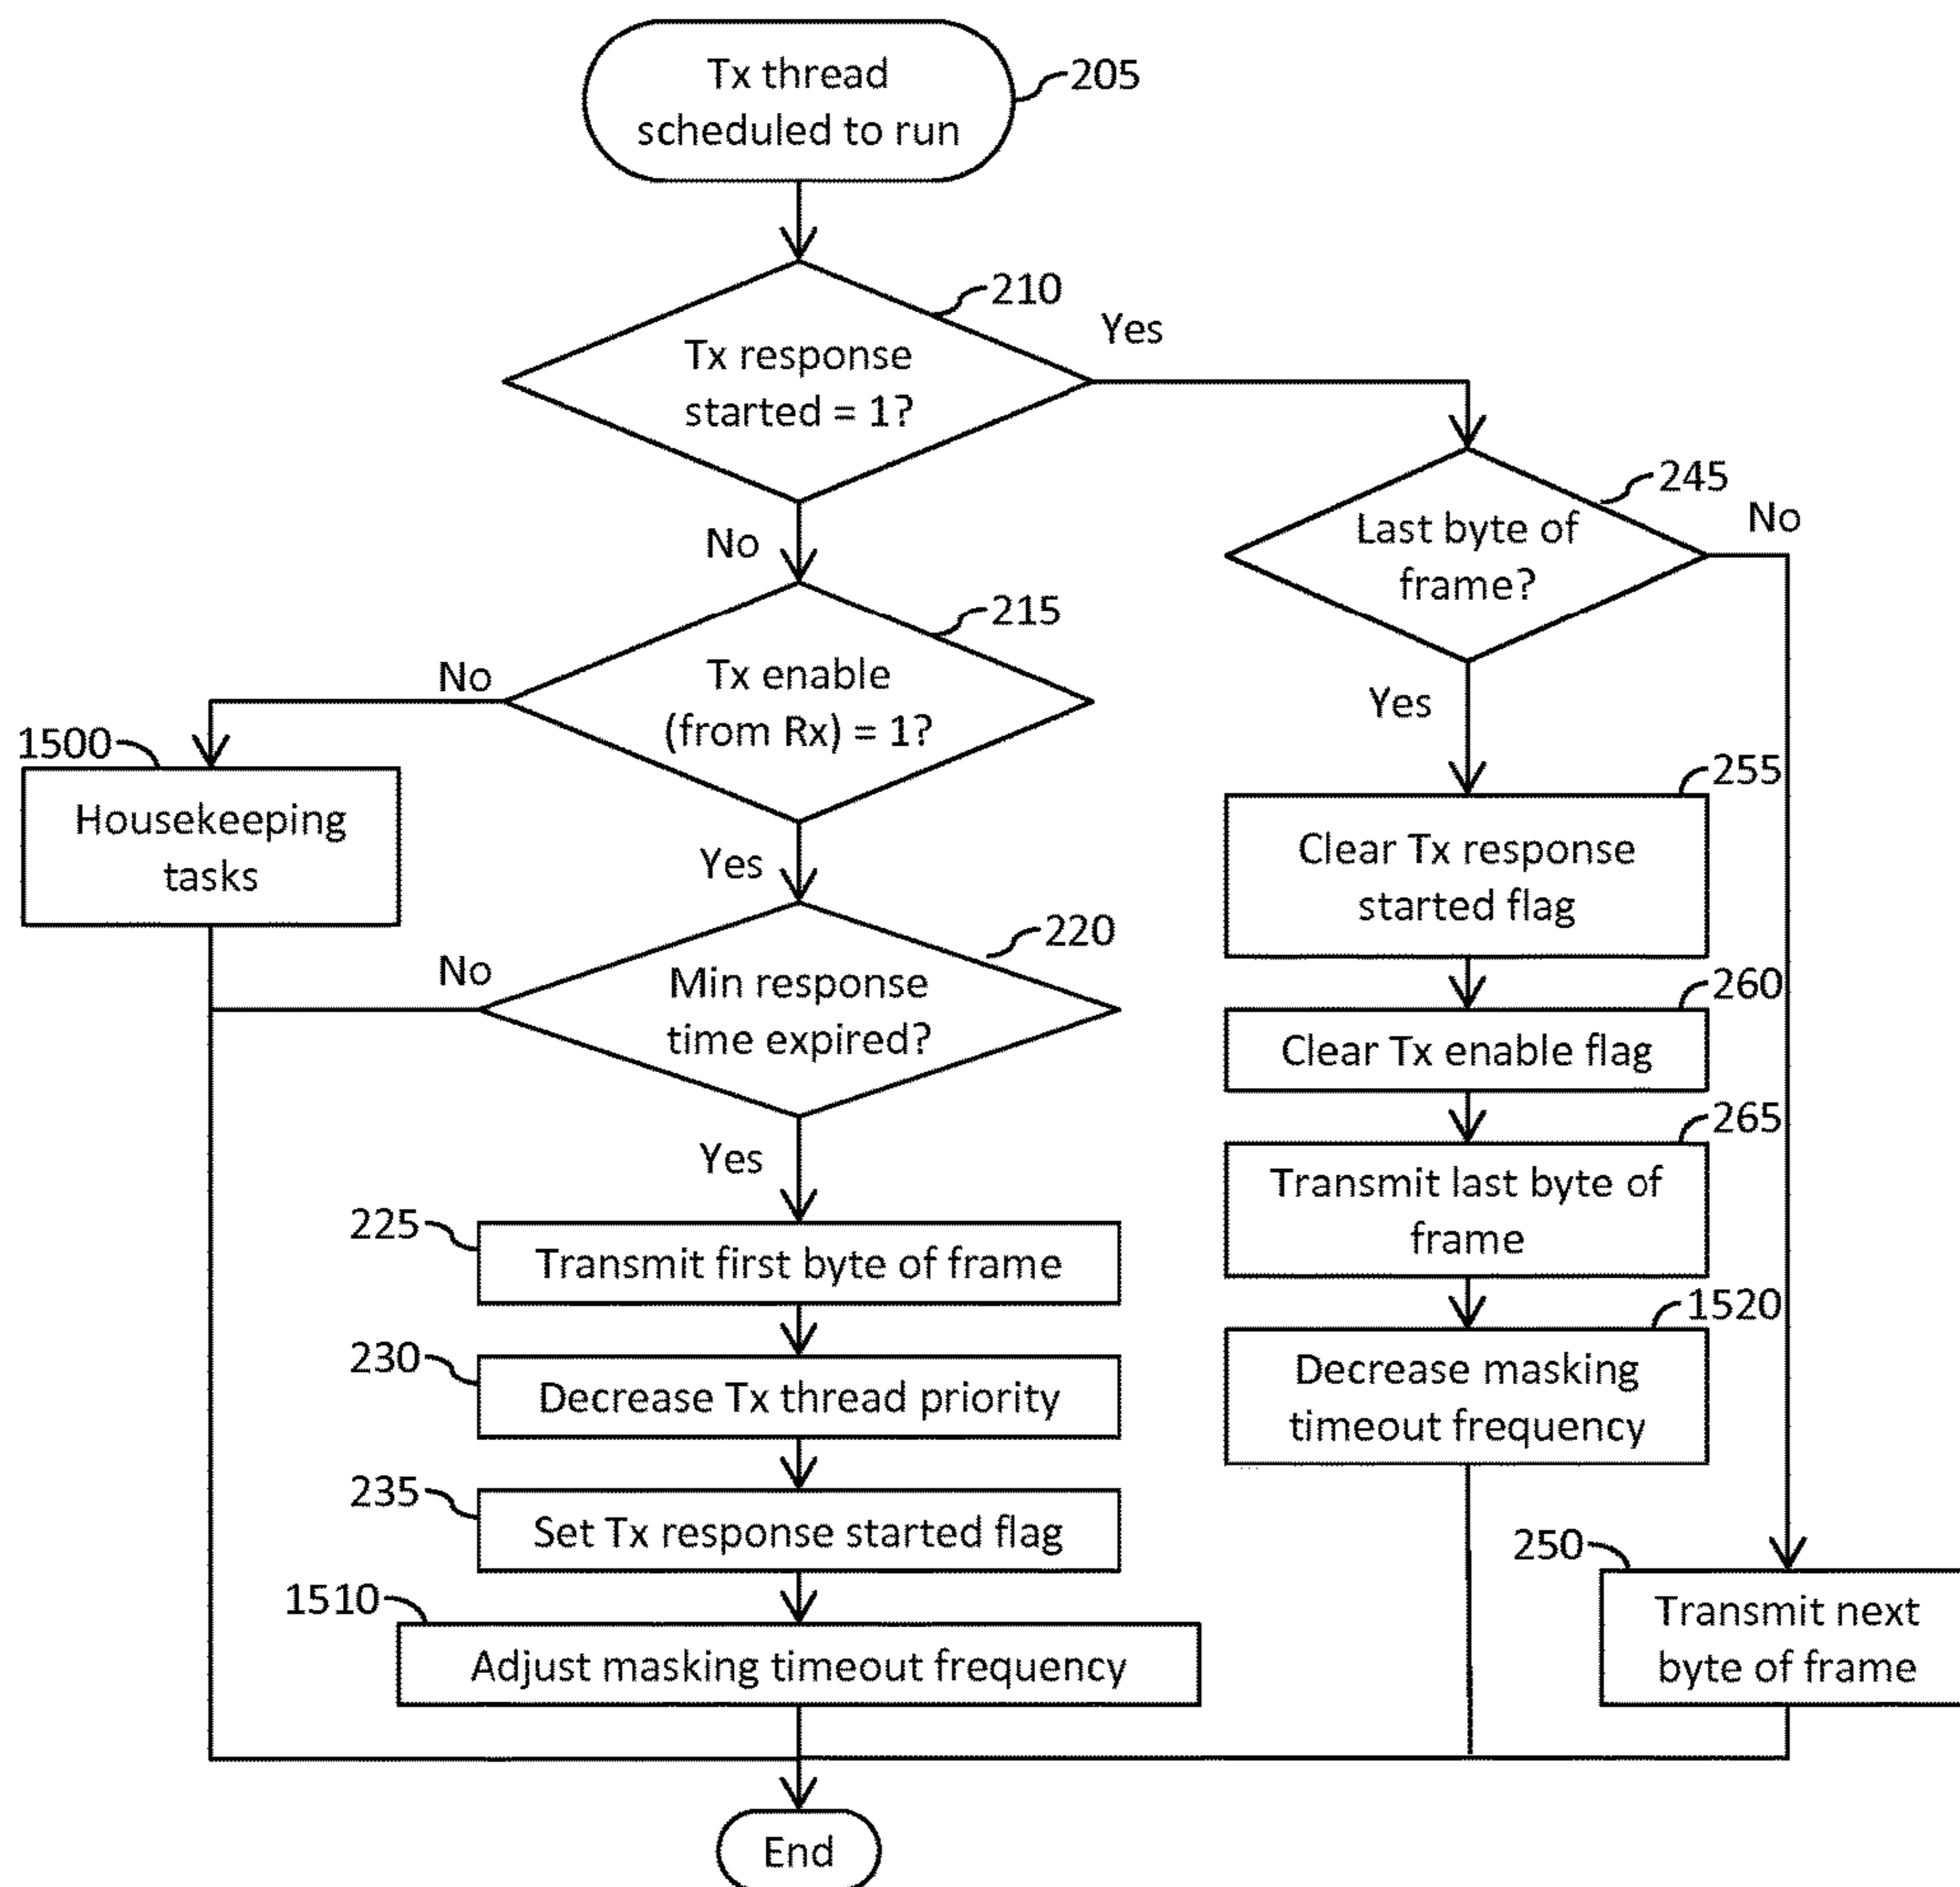 Tx thread
scheduled to run
205
210
Tx response
started = 1?
Yes
No
245
Last byte of
frame?
No
Yes
215
Tx enable
(from Rx) = 1?
No
Yes
1500
Housekeeping
tasks
220
Min response
time expired?
No
Yes
225
Transmit first byte of frame
230
Decrease Tx thread priority
235
Set Tx response started flag
1510
Adjust masking timeout frequency
255
Clear Tx response
started flag
260
Clear Tx enable flag
265
Transmit last byte of
frame
1520
Decrease masking
timeout frequency
250
Transmit next
byte of frame
End